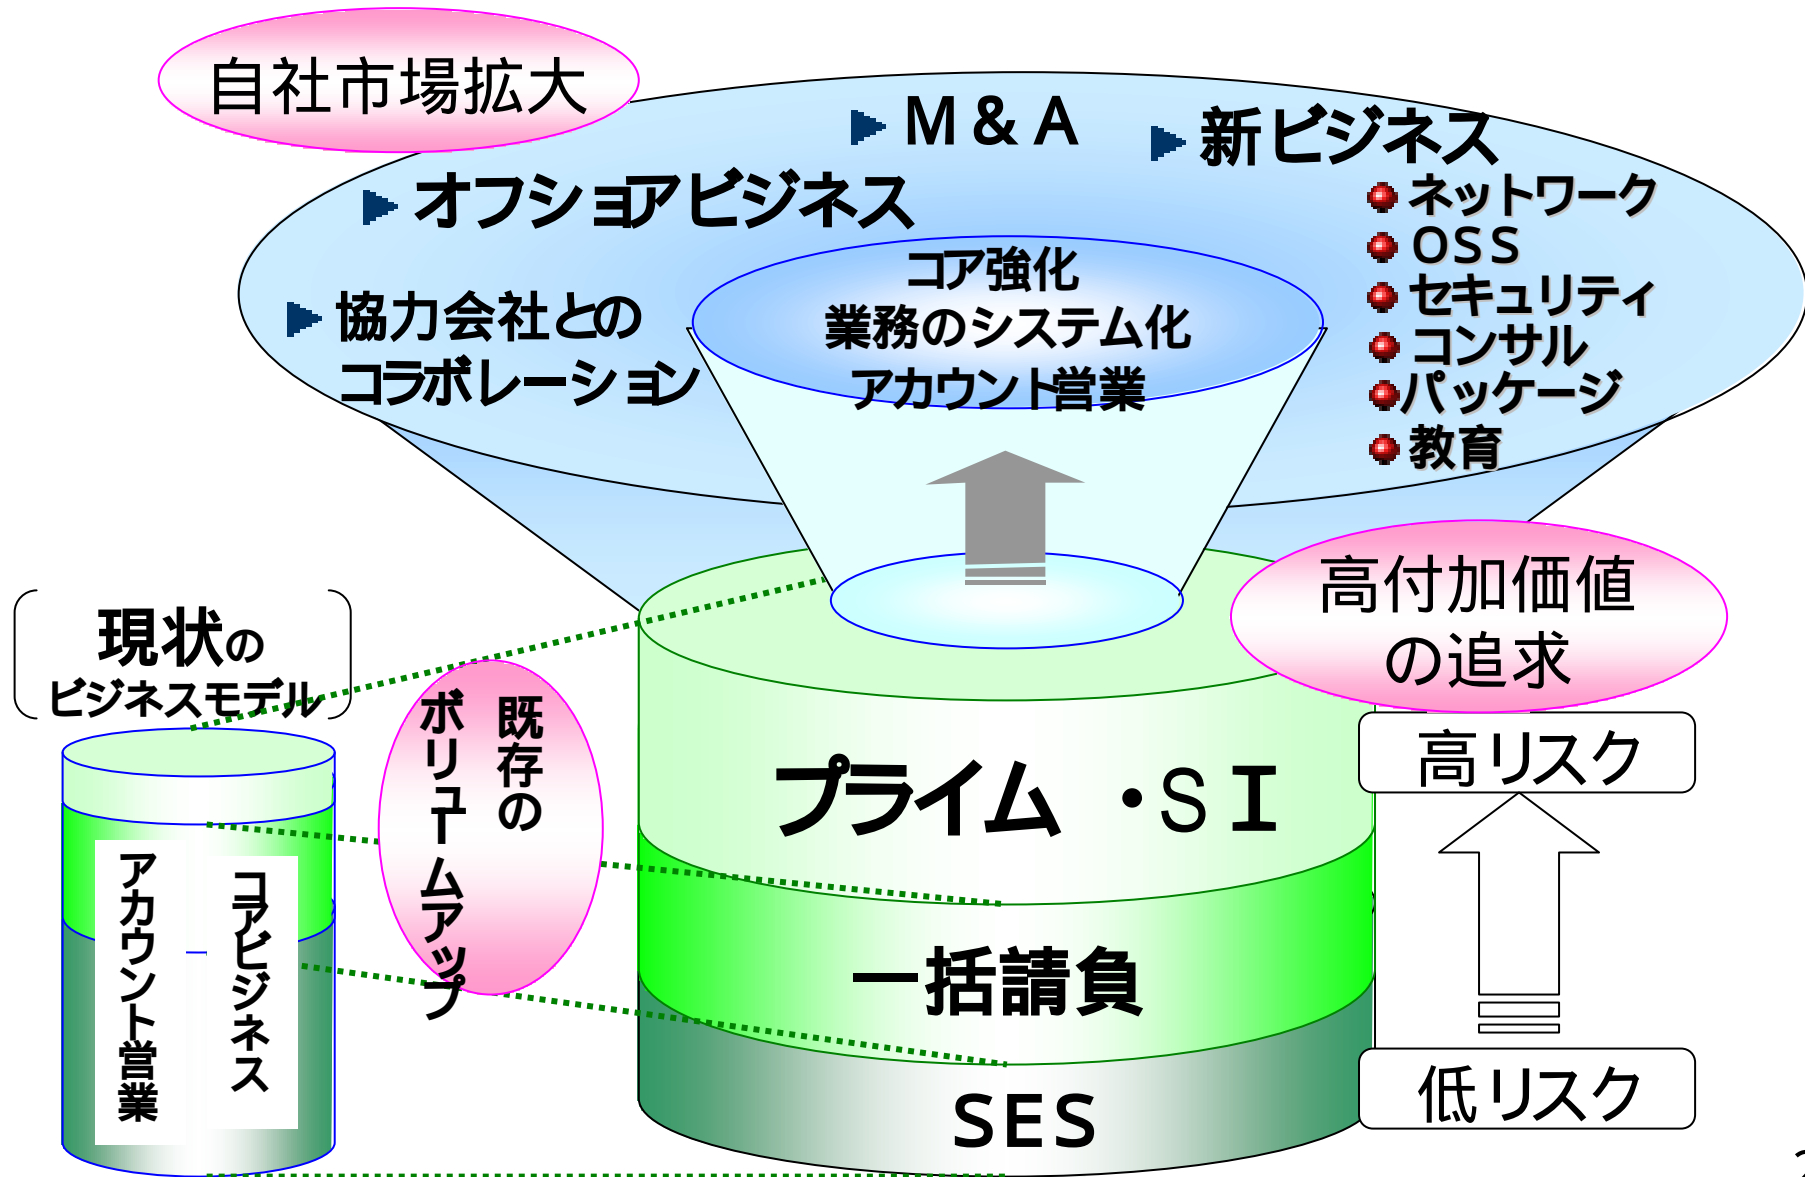 自社市場拡大
M&A
新ビジネス
オフショアビジネス
ネットワーク
OSS
セキュリティ
コンサル
パッケージ
教育
協力会社との
コラボレーション
コア強化
業務のシステム化
アカウント営業
高付加価値
の追求
現状の
ビジネスモデル
既存の
ボリュームアップ
コアビジネス
アカウント営業
プライム・SI
一括請負
SES
高リスク
低リスク